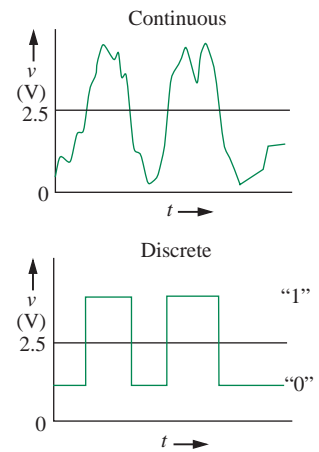 Continuous
v
(V)
2.5
0
t
Discrete
v
(V)
"1"
2.5
"0"
0
t